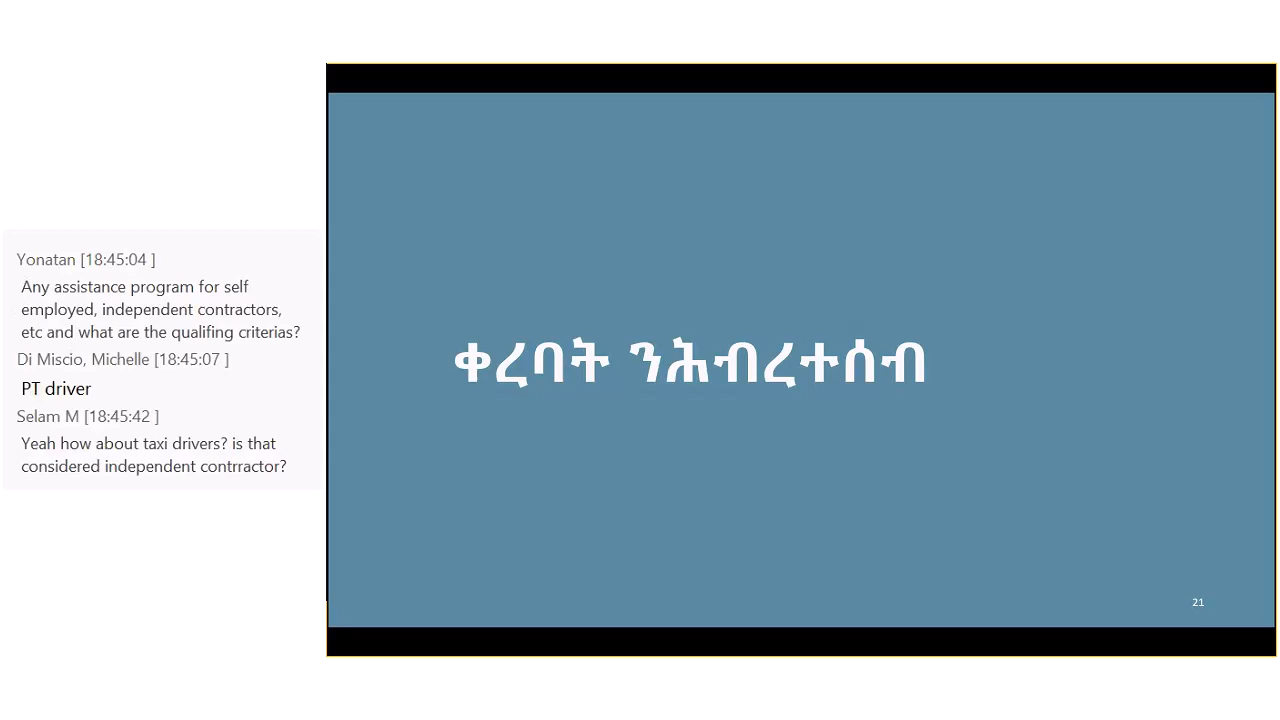 Yonatan [18:45:04 ]
Any assistance program for self
employed, independent contractors,
etc and what are the qualifing criterias?
Di Miscio, Michelle [18:45:07 ]
PT driver
Selam M [18:45:42 ]
Yeah how about taxi drivers? is that
considered independent contrractor?
ቀረባት ንሕብረተሰብ
21